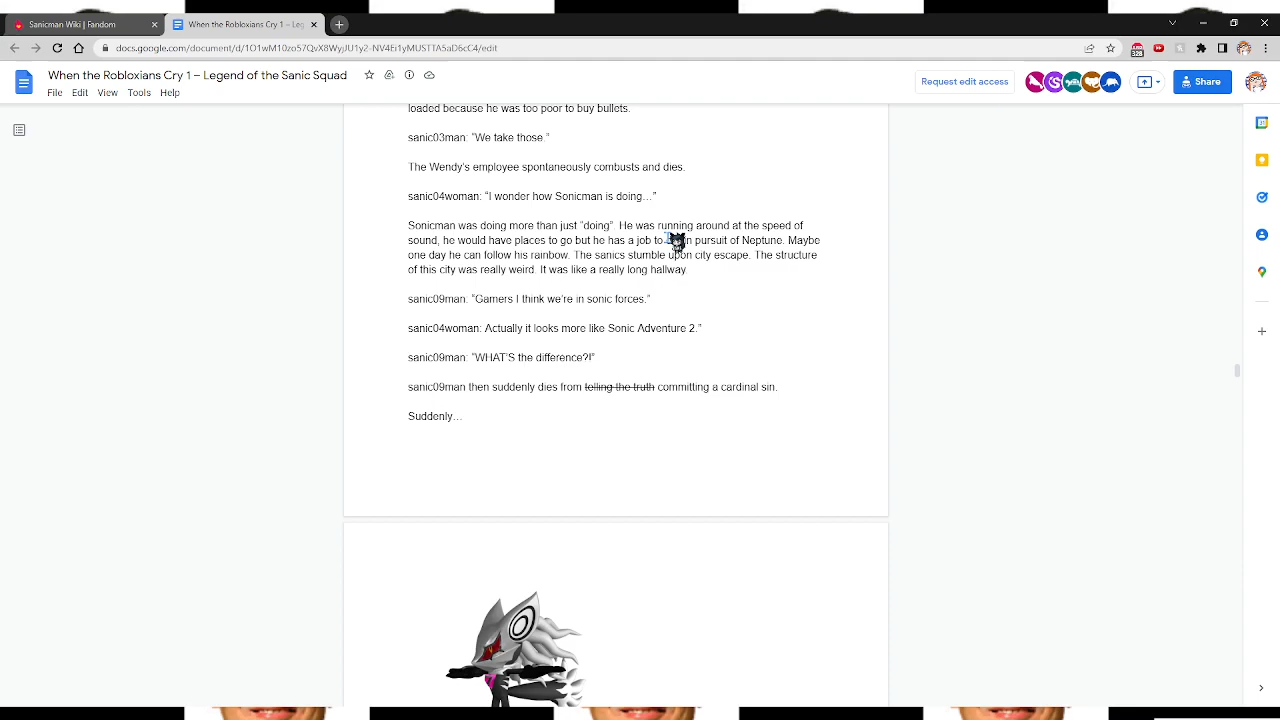 Sanicman Wiki | Fandom
When the Robloxians Cry 1 – Leg
docs.google.com/document/d/1O1wM10zo57QvX8WyjJU1y2-NV4Ei1yMUSTTA5aD6cC4/edit
When the Robloxians Cry 1 – Legend of the Sanic Squad
File Edit View Tools Help
Request edit access
Share
loaded because he was too poor to buy bullets.
sanic03man: “We take those.”
The Wendy’s employee spontaneously combusts and dies.
sanic04woman: “I wonder how Sonicman is doing…”
Sonicman was doing more than just “doing”. He was running around at the speed of
sound, he would have places to go but he has a job to in pursuit of Neptune. Maybe
one day he can follow his rainbow. The sanics stumble upon city escape. The structure
of this city was really weird. It was like a really long hallway.
sanic09man: “Gamers I think we’re in sonic forces.”
sanic04woman: Actually it looks more like Sonic Adventure 2.”
sanic09man: “WHAT’S the difference?!”
sanic09man then suddenly dies from telling the truth committing a cardinal sin.
Suddenly…